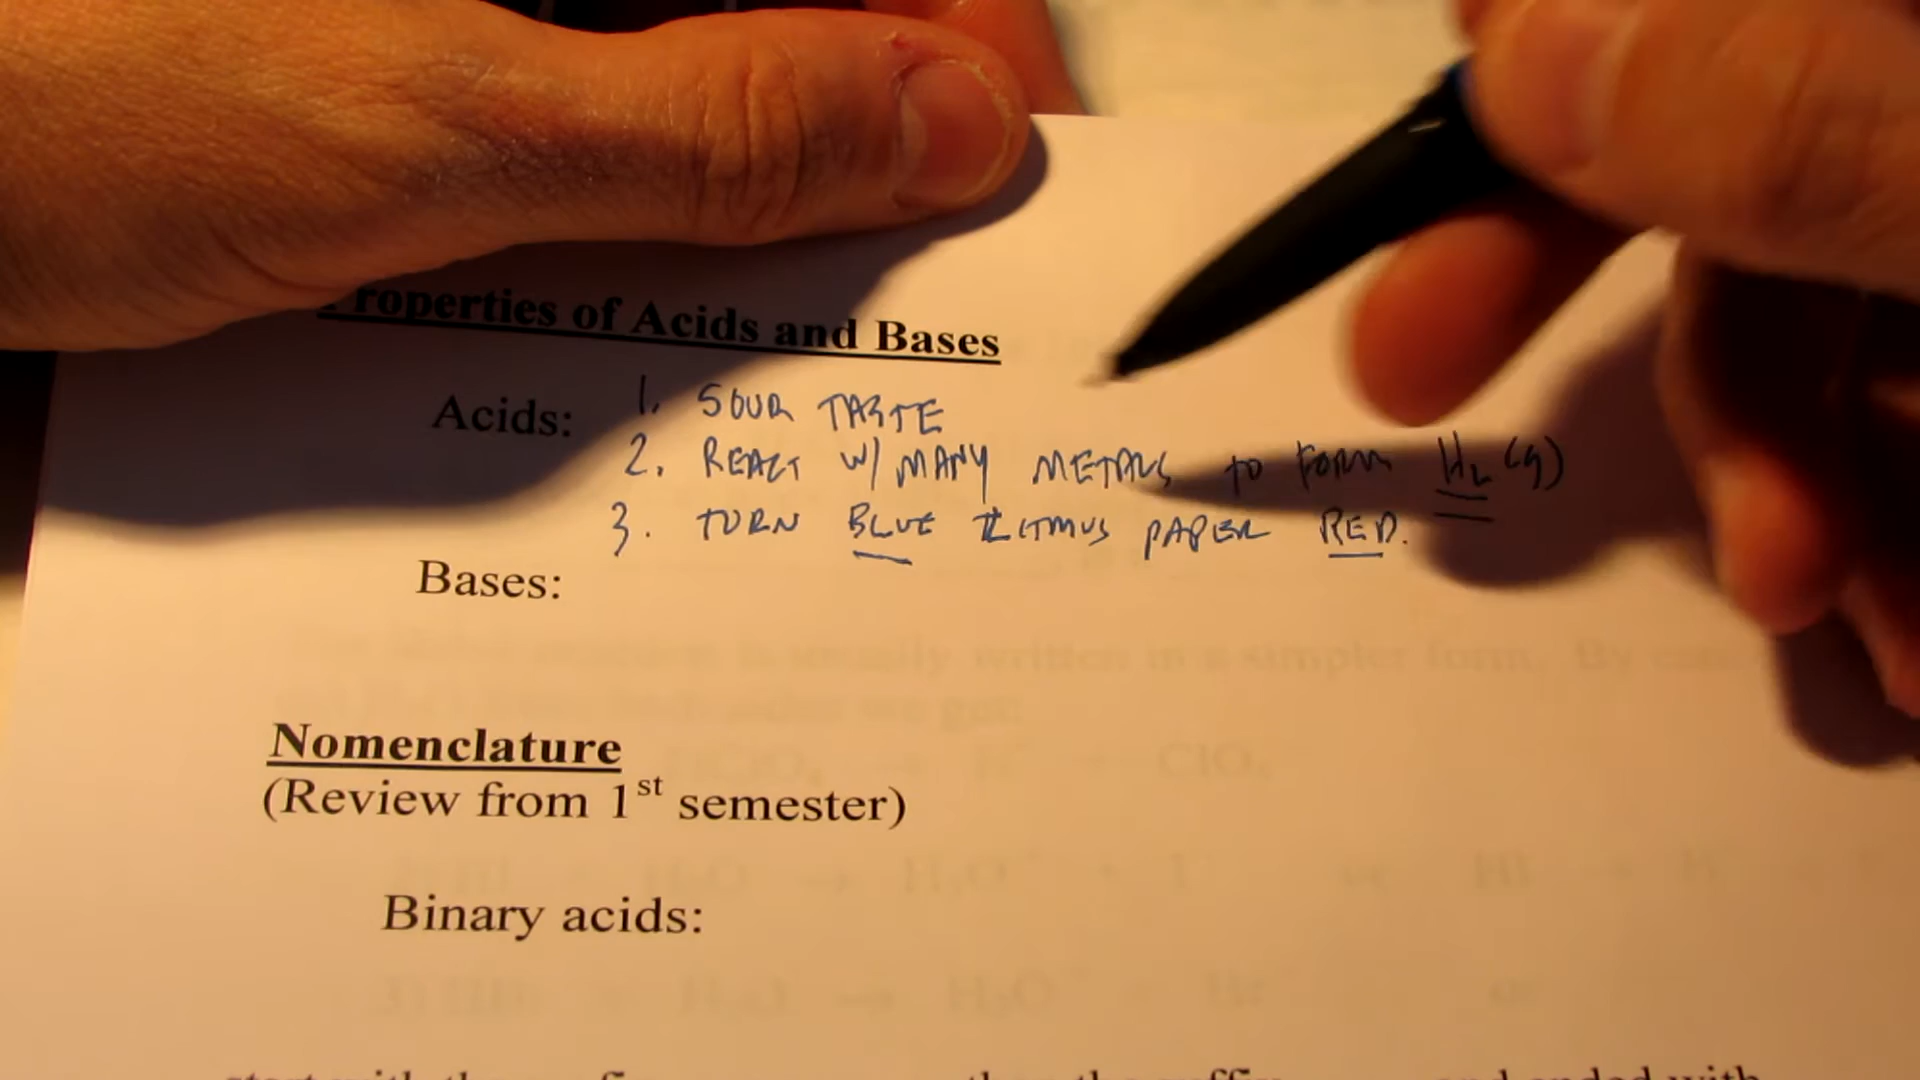 Properties of Acids and Bases
Acids: 1. SOUR TASTE
2. REACT W/ MANY METALS to FORM H₂ (g)
3. TURN BLUE LITMUS PAPER RED.
Bases:
Nomenclature
(Review from 1st semester)
Binary acids: